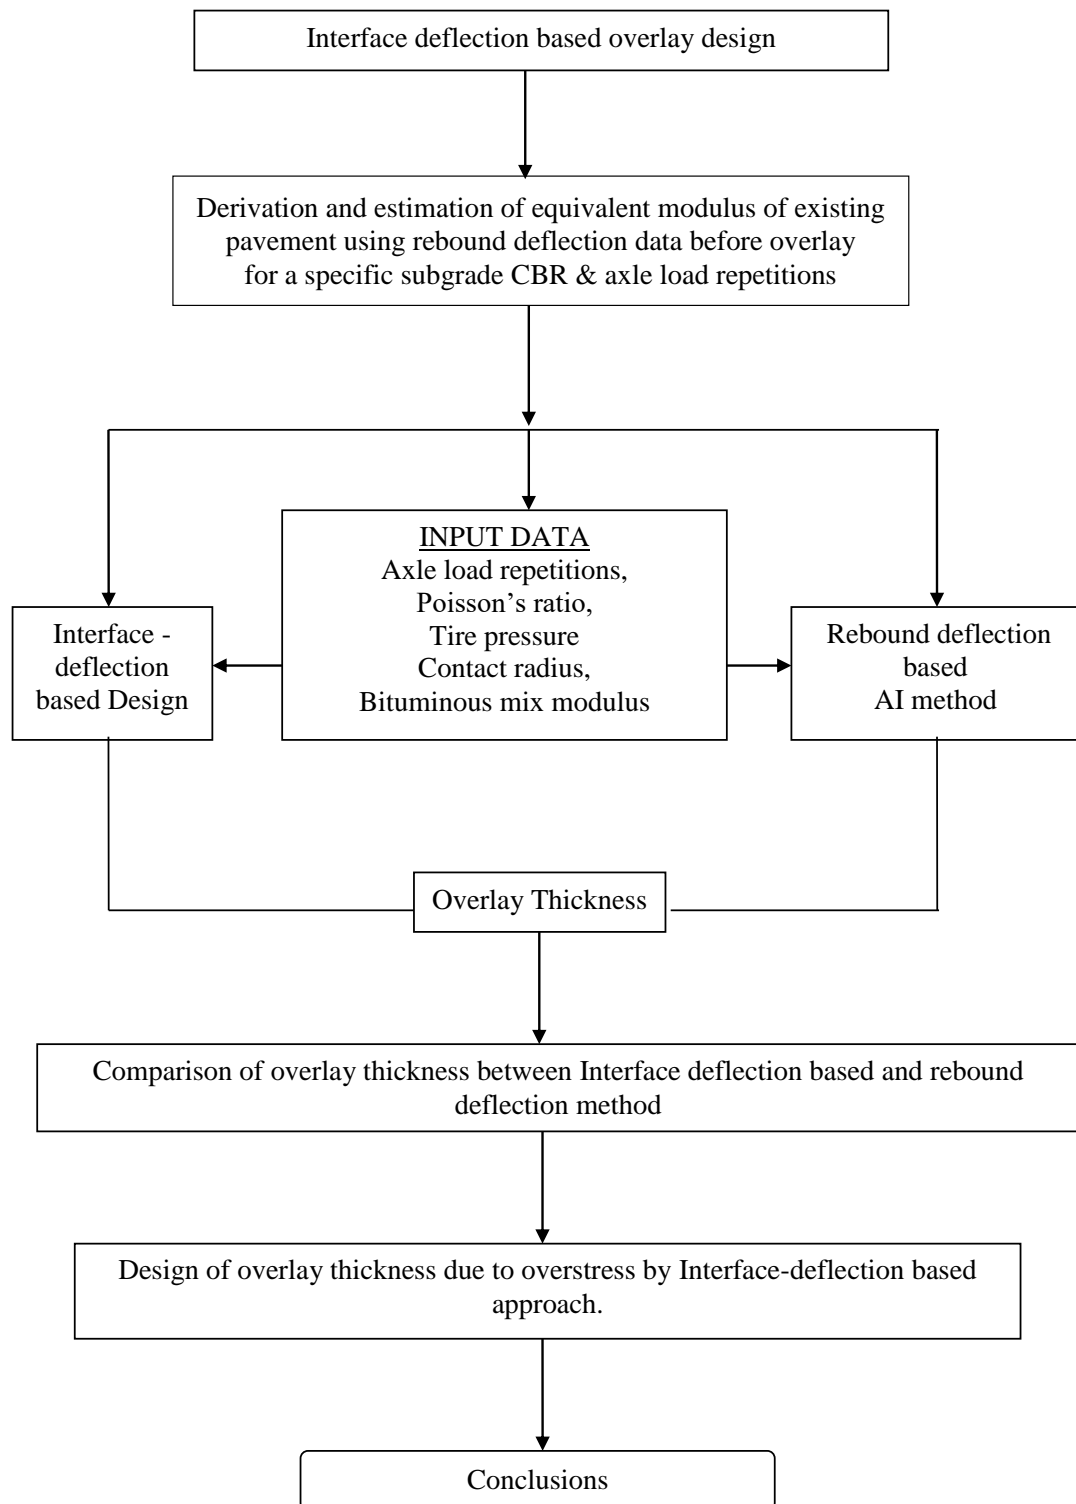 Interface deflection based overlay design
Derivation and estimation of equivalent modulus of existing
pavement using rebound deflection data before overlay
for a specific subgrade CBR & axle load repetitions
INPUT DATA
Axle load repetitions,
Poisson’s ratio,
Tire pressure
Contact radius,
Bituminous mix modulus
Interface -
deflection
based Design
Rebound deflection
based
AI method
Overlay Thickness
Comparison of overlay thickness between Interface deflection based and rebound
deflection method
Design of overlay thickness due to overstress by Interface-deflection based
approach.
Conclusions